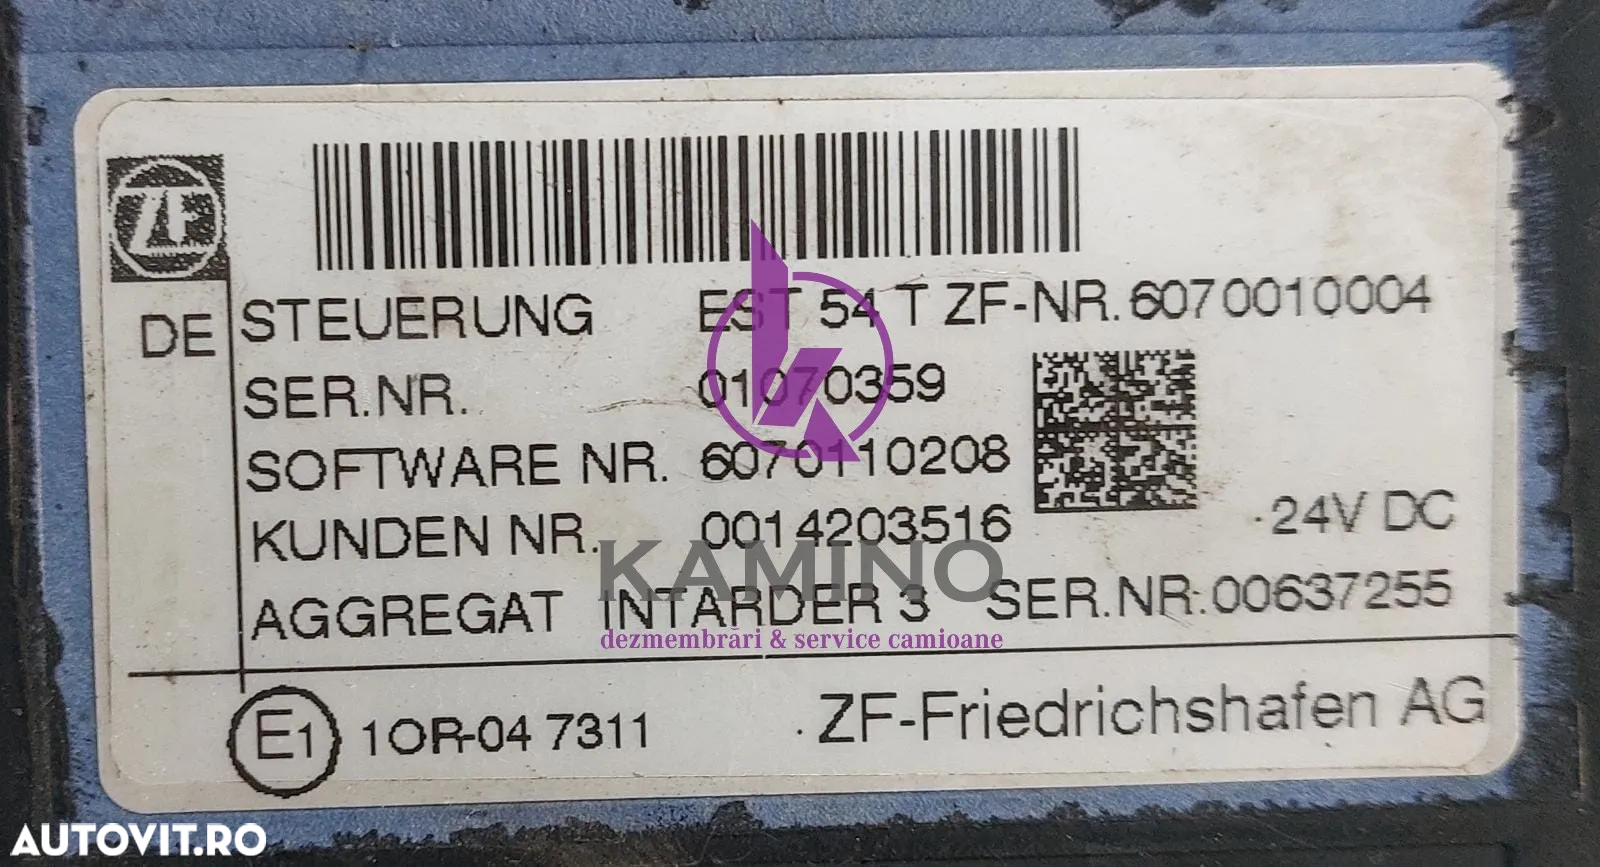 ZF
DE
STEUERUNG EST 54 T ZF-NR. 6070010004
SER.NR. 01070359
SOFTWARE NR. 6070110208
KUNDEN NR. 0014203516
24V DC
KAMINO
AGGREGAT INTARDER 3 SER.NR: 00637255
dezmembrări & service camioane
E1 10R-04 7311 ZF-Friedrichshafen AG
AUTOVIT.RO